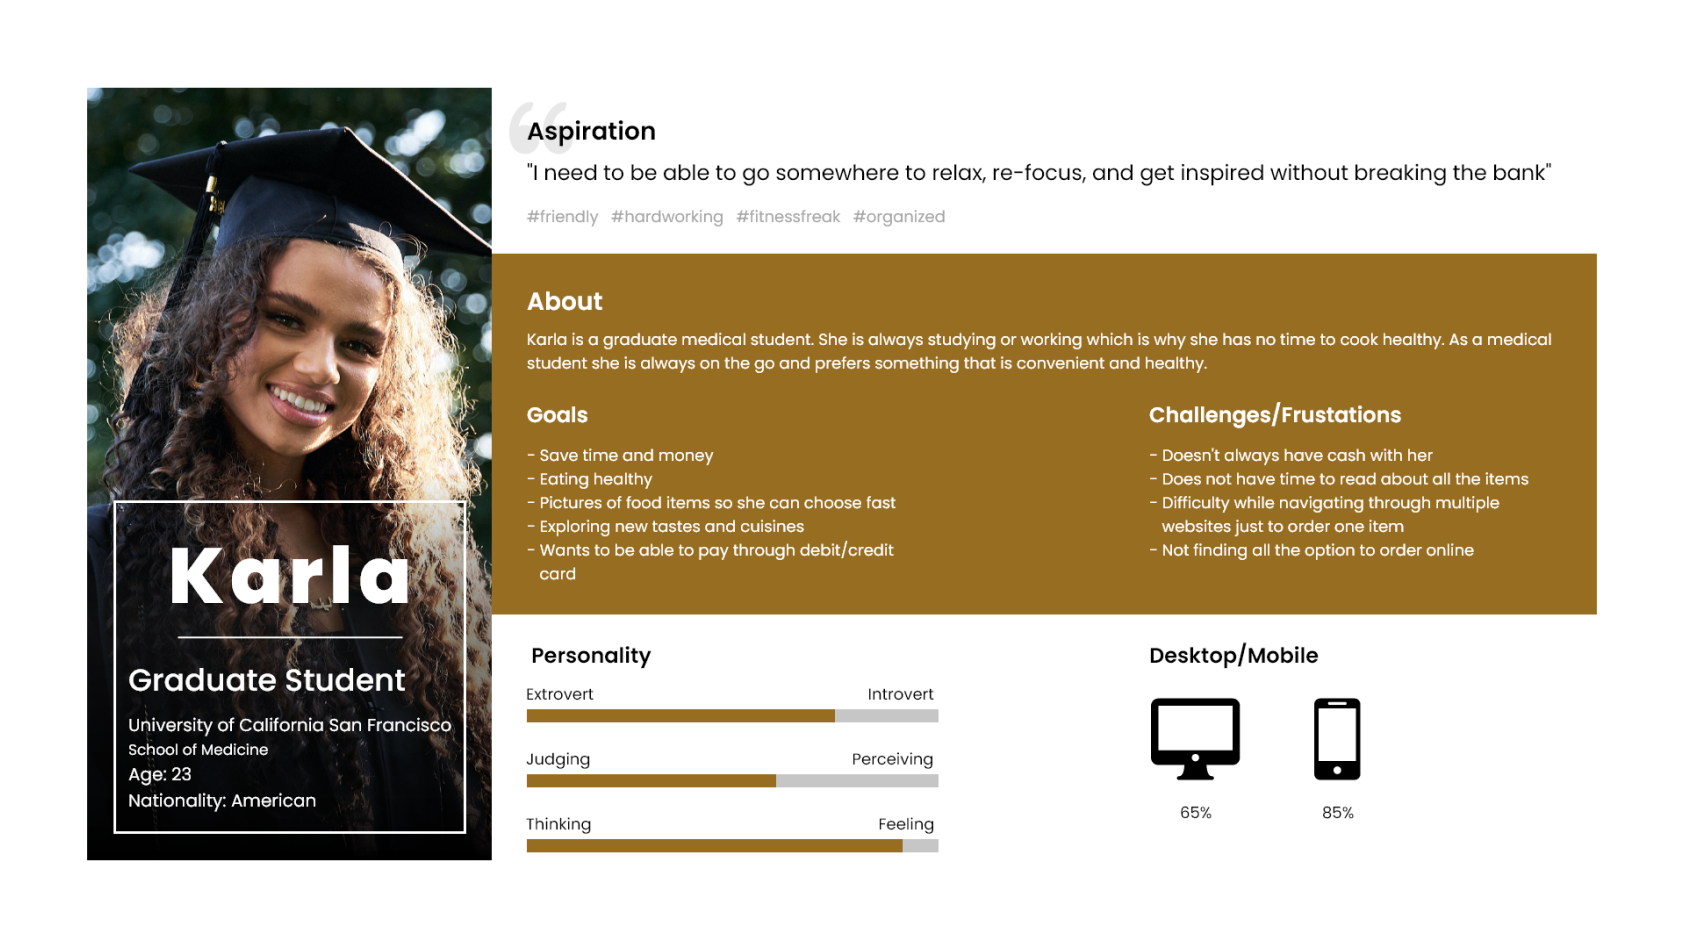 Aspiration
"I need to be able to go somewhere to relax, re-focus, and get inspired without breaking the bank"
#friendly #hardworking #fitnessfreak #organized
About
Karla is a graduate medical student. She is always studying or working which is why she has no time to cook healthy. As a medical
student she is always on the go and prefers something that is convenient and healthy.
Goals
- Save time and money
- Eating healthy
- Pictures of food items so she can choose fast
- Exploring new tastes and cuisines
- Wants to be able to pay through debit/credit
card
Challenges/Frustations
- Doesn't always have cash with her
- Does not have time to read about all the items
- Difficulty while navigating through multiple
websites just to order one item
- Not finding all the option to order online
Karla
Graduate Student
University of California San Francisco
School of Medicine
Age: 23
Nationality: American
Personality
Extrovert Introvert
Judging Perceiving
Thinking Feeling
Desktop/Mobile
65% 85%